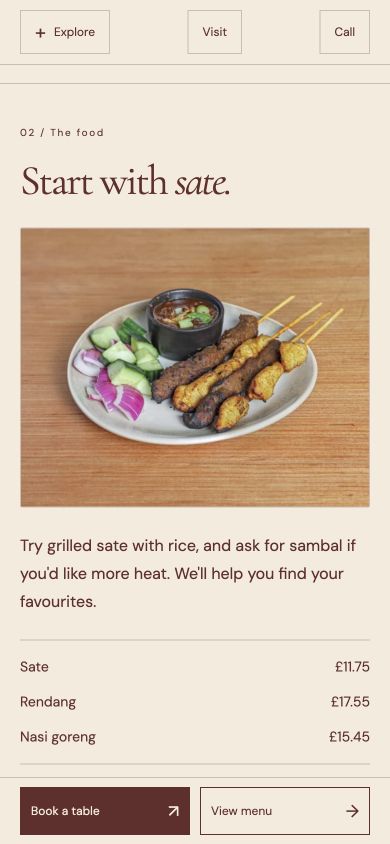 + Explore
Visit
Call
02 / The food
Start with sate.
Try grilled sate with rice, and ask for sambal if
you'd like more heat. We'll help you find your
favourites.
Sate £11.75
Rendang £17.55
Nasi goreng £15.45
Book a table
View menu